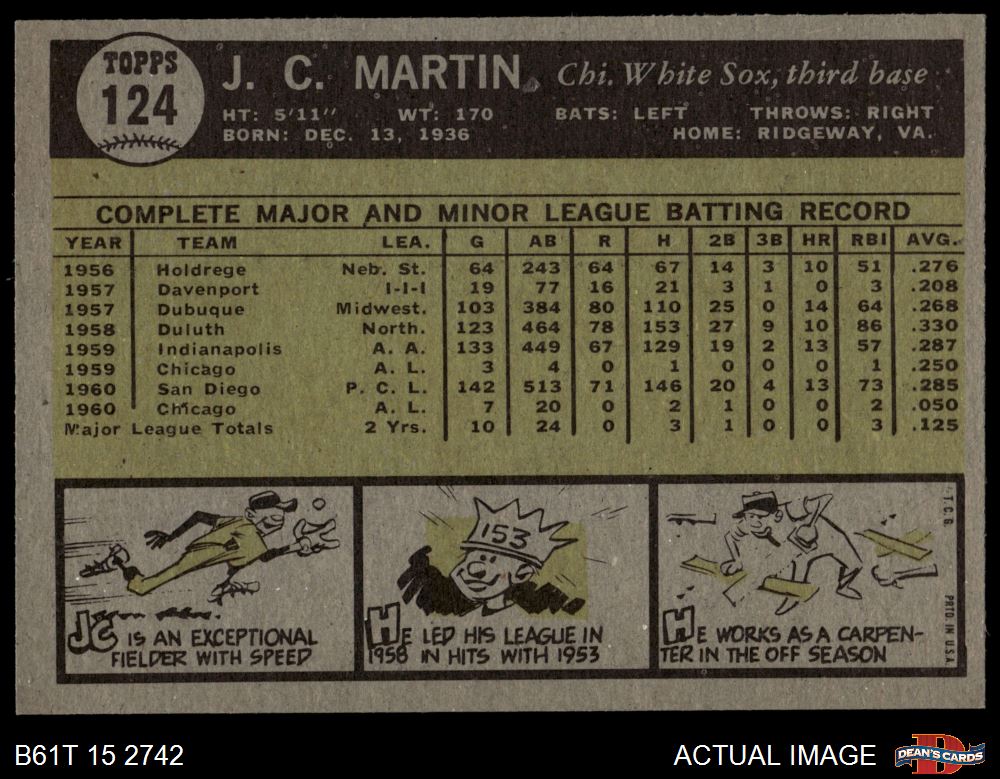 TOPPS
124
J. C. MARTIN, Chi. White Sox, third base
HT: 5'11" WT: 170 BATS: LEFT THROWS: RIGHT
BORN: DEC. 13, 1936 HOME: RIDGEWAY, VA.
COMPLETE MAJOR AND MINOR LEAGUE BATTING RECORD
YEAR TEAM LEA. G AB R H 2B 3B HR RBI AVG.
1956 Holdrege Neb. St. 64 243 64 67 14 3 10 51 .276
1957 Davenport I-I-I 19 77 16 21 3 1 0 3 .208
1957 Dubuque Midwest. 103 384 80 110 25 0 14 64 .268
1958 Duluth North. 123 464 78 153 27 9 10 86 .330
1959 Indianapolis A. A. 133 449 67 129 19 2 13 57 .287
1959 Chicago A. L. 3 4 0 1 0 0 0 1 .250
1960 San Diego P. C. L. 142 513 71 146 20 4 13 73 .285
1960 Chicago A. L. 7 20 0 2 1 0 0 2 .050
Major League Totals 2 Yrs. 10 24 0 3 1 0 0 3 .125
JC IS AN EXCEPTIONAL
FIELDER WITH SPEED
153
HE LED HIS LEAGUE IN
1958 IN HITS WITH 1953
HE WORKS AS A CARPEN-
TER IN THE OFF SEASON
T.C.G.
PRTD. IN U.S.A.
B61T 15 2742 ACTUAL IMAGE
D
DEAN'S CARDS